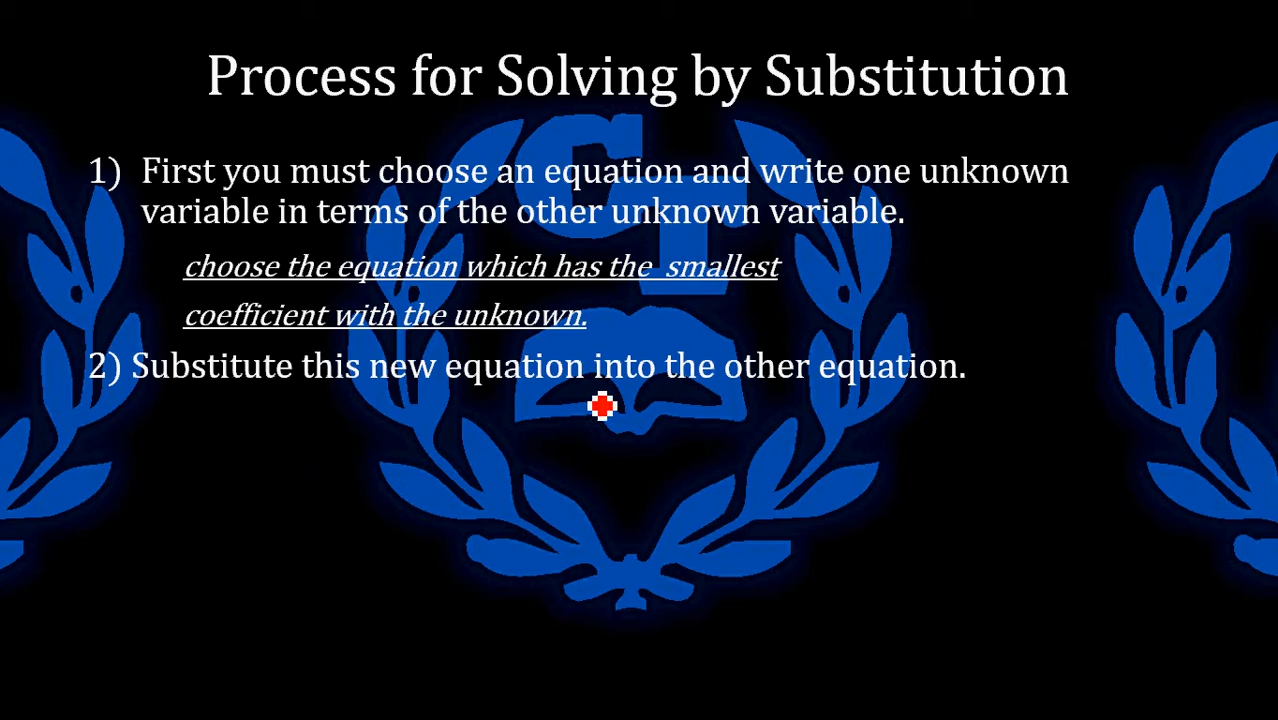 Process for Solving by Substitution
1) First you must choose an equation and write one unknown
variable in terms of the other unknown variable.
choose the equation which has the smallest
coefficient with the unknown.
2) Substitute this new equation into the other equation.